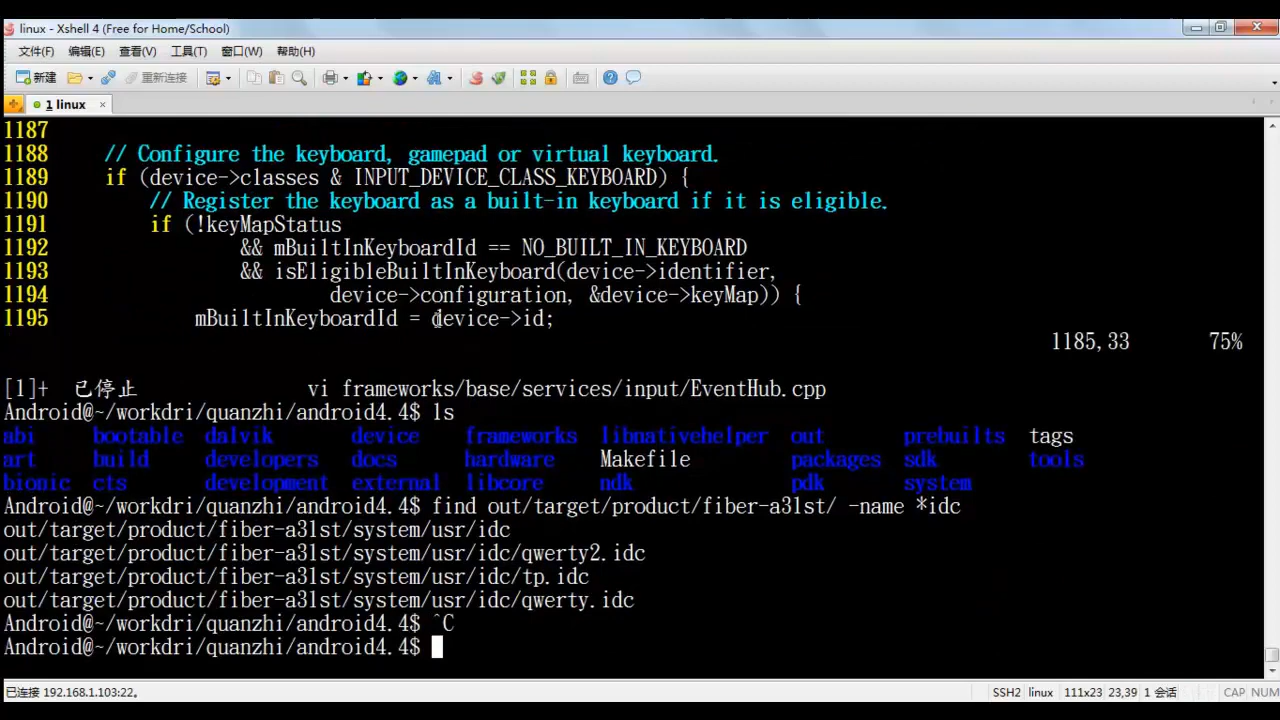 linux - Xshell 4 (Free for Home/School)
文件(F) 编辑(E) 查看(V) 工具(T) 窗口(W) 帮助(H)
新建 重新连接
1 linux
1187
1188 // Configure the keyboard, gamepad or virtual keyboard.
1189 if (device->classes & INPUT_DEVICE_CLASS_KEYBOARD) {
1190 // Register the keyboard as a built-in keyboard if it is eligible.
1191 if (!keyMapStatus
1192 && mBuiltInKeyboardId == NO_BUILT_IN_KEYBOARD
1193 && isEligibleBuiltInKeyboard(device->identifier,
1194 device->configuration, &device->keyMap)) {
1195 mBuiltInKeyboardId = device->id;
1185,33 75%
[1]+ 已停止 vi frameworks/base/services/input/EventHub.cpp
Android@~/workdri/quanzhi/android4.4$ ls
abi bootable dalvik device frameworks libnativehelper out prebuilts tags
art build developers docs hardware Makefile packages sdk tools
bionic cts development external libcore ndk pdk system
Android@~/workdri/quanzhi/android4.4$ find out/target/product/fiber-a3lst/ -name *idc
out/target/product/fiber-a3lst/system/usr/idc
out/target/product/fiber-a3lst/system/usr/idc/qwerty2.idc
out/target/product/fiber-a3lst/system/usr/idc/tp.idc
out/target/product/fiber-a3lst/system/usr/idc/qwerty.idc
Android@~/workdri/quanzhi/android4.4$ ^C
Android@~/workdri/quanzhi/android4.4$
已连接 192.168.1.103:22。 SSH2 linux 111x23 23,39 1 会话 CAP NUM